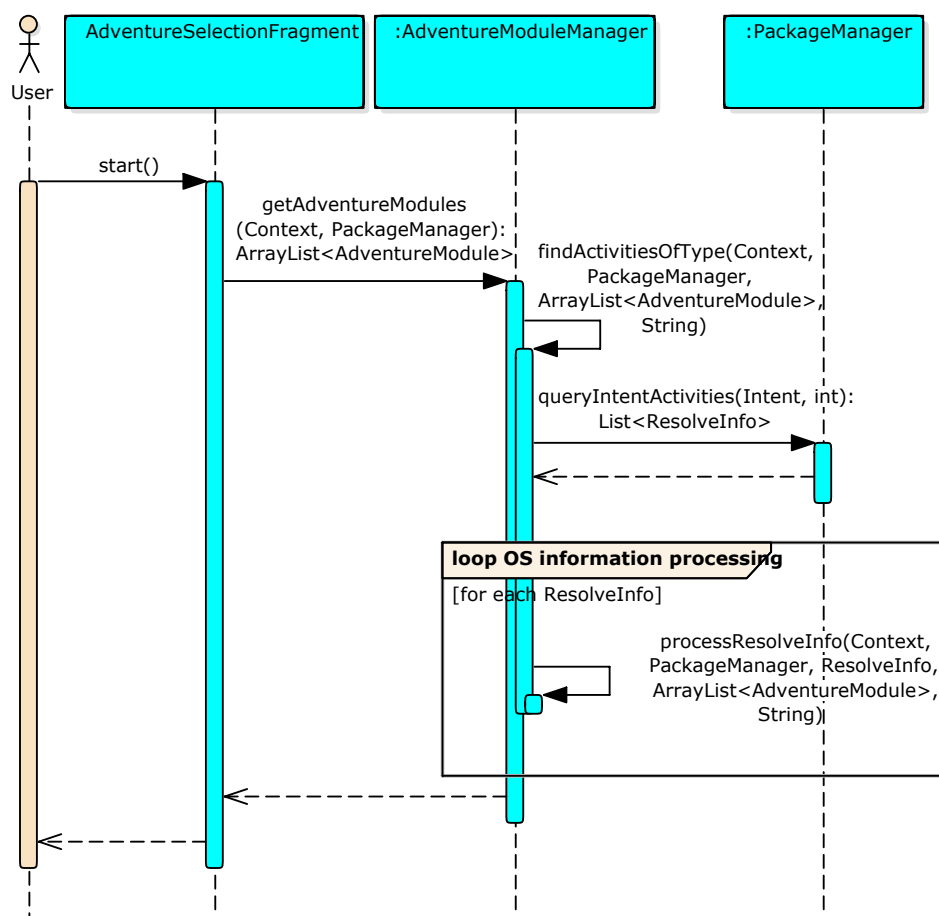 AdventureSelectionFragment
:AdventureModuleManager
:PackageManager
User
start()
getAdventureModules
(Context, PackageManager):
ArrayList<AdventureModule>
findActivitiesOfType(Context,
PackageManager,
ArrayList<AdventureModule>,
String)
queryIntentActivities(Intent, int):
List<ResolveInfo>
loop OS information processing
[for each ResolveInfo]
processResolveInfo(Context,
PackageManager, ResolveInfo,
ArrayList<AdventureModule>,
String)